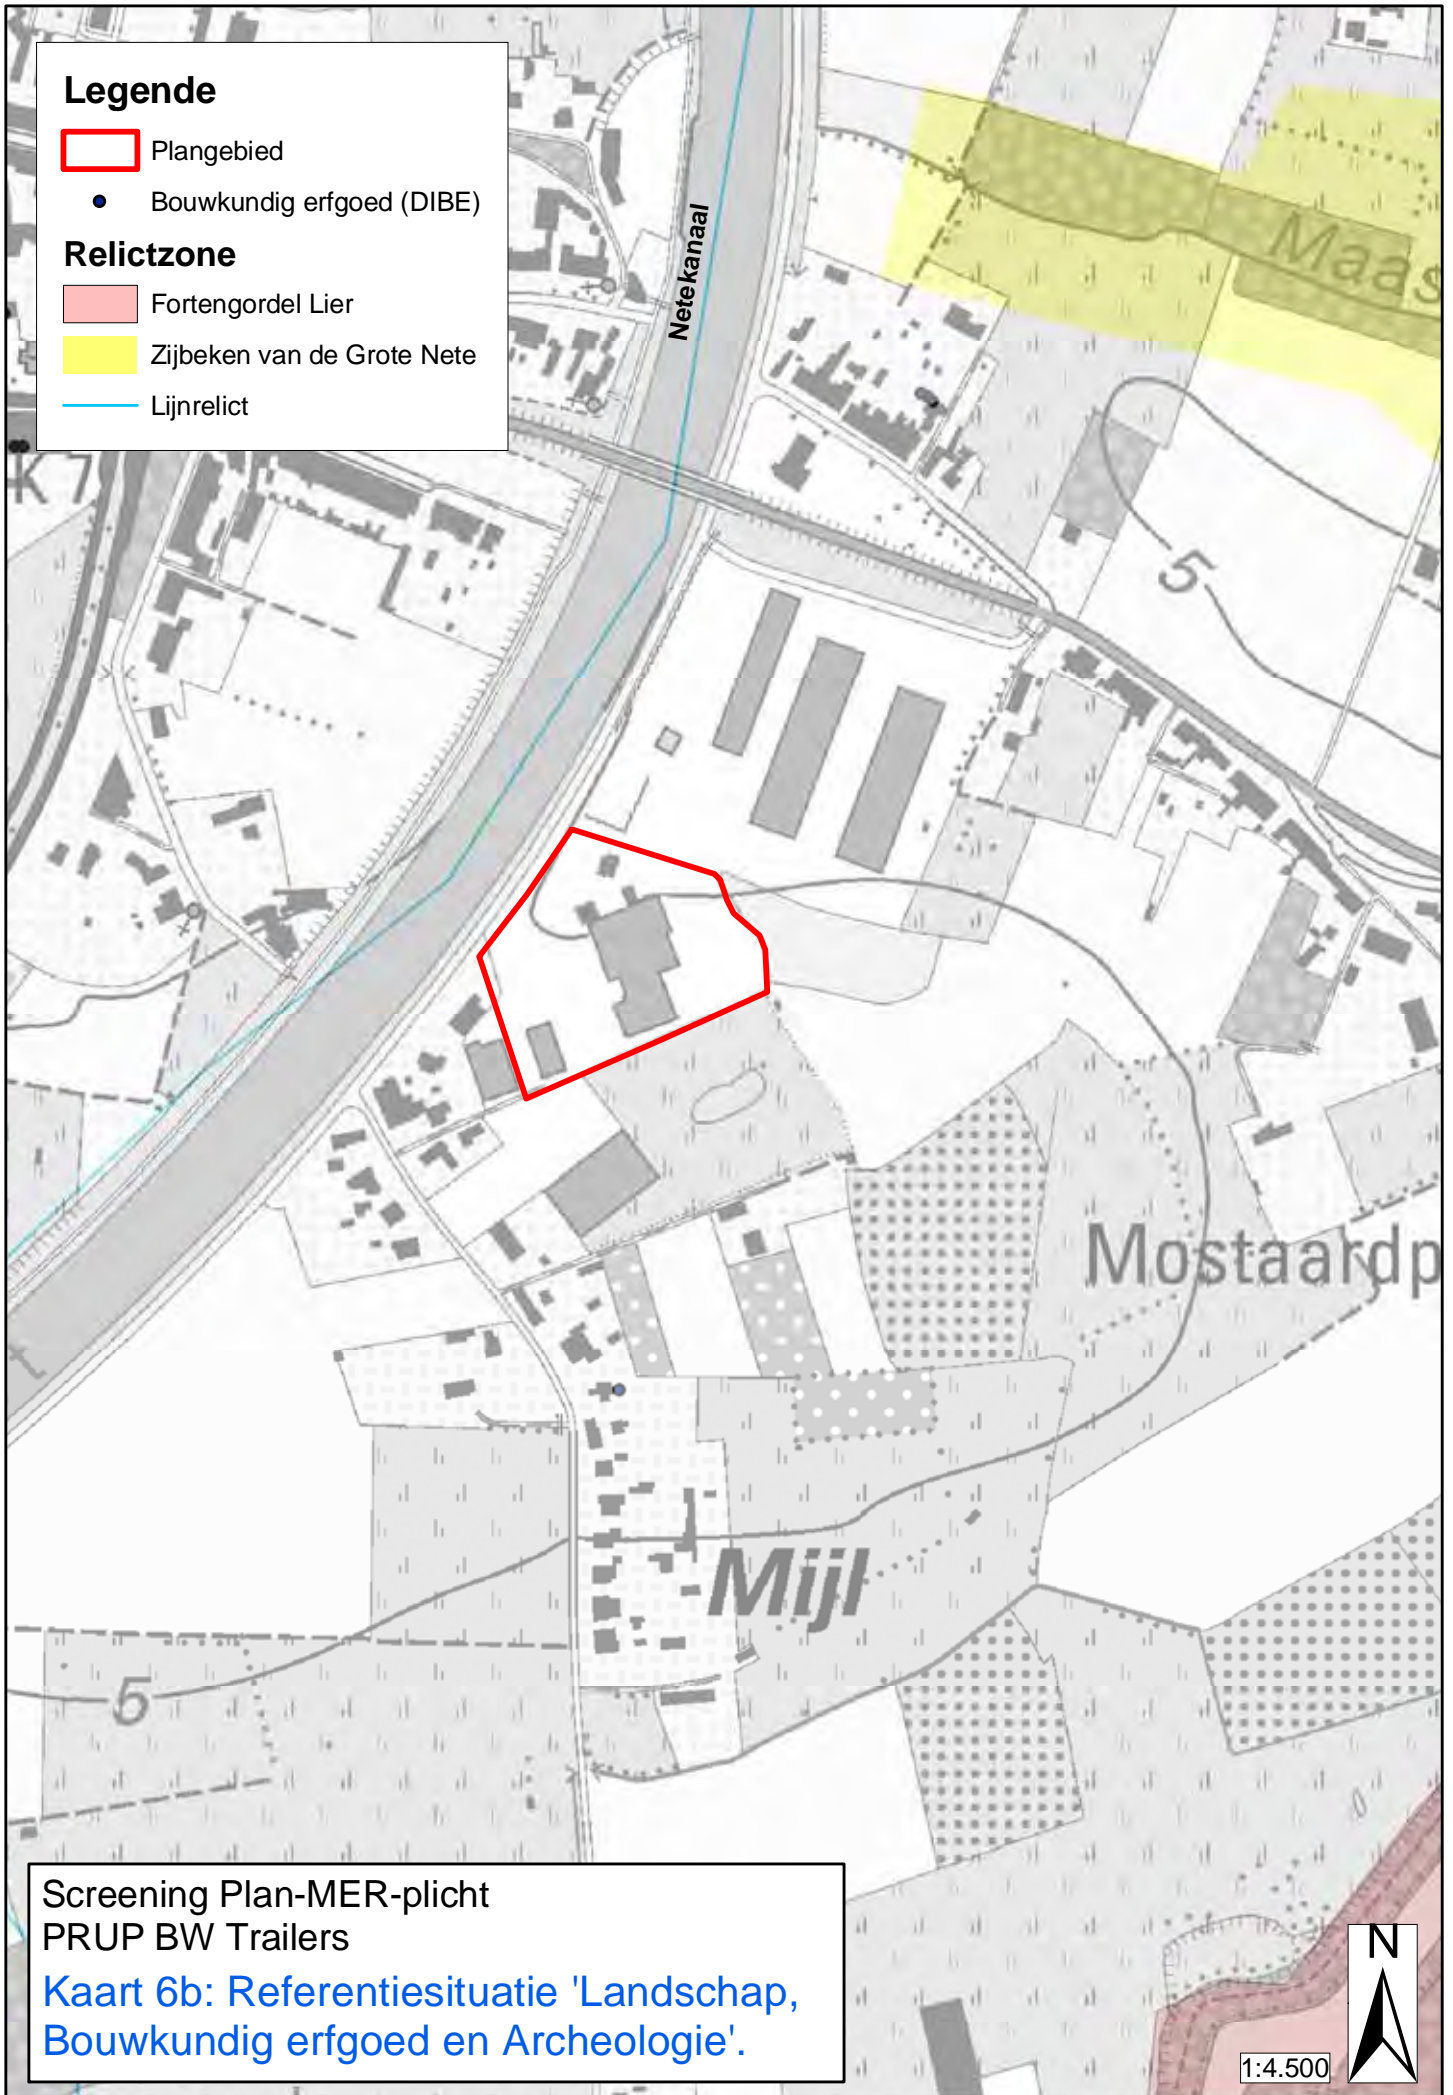 Legende
Plangebied
Bouwkundig erfgoed (DIBE)
Relictzone
Fortengordel Lier
Zijbeken van de Grote Nete
Lijnrelict
Netekanaal
Maas
K 7
5
Mostaardp
t
Mijl
5
Screening Plan-MER-plicht
PRUP BW Trailers
Kaart 6b: Referentiesituatie 'Landschap,
Bouwkundig erfgoed en Archeologie'.
N
1:4.500